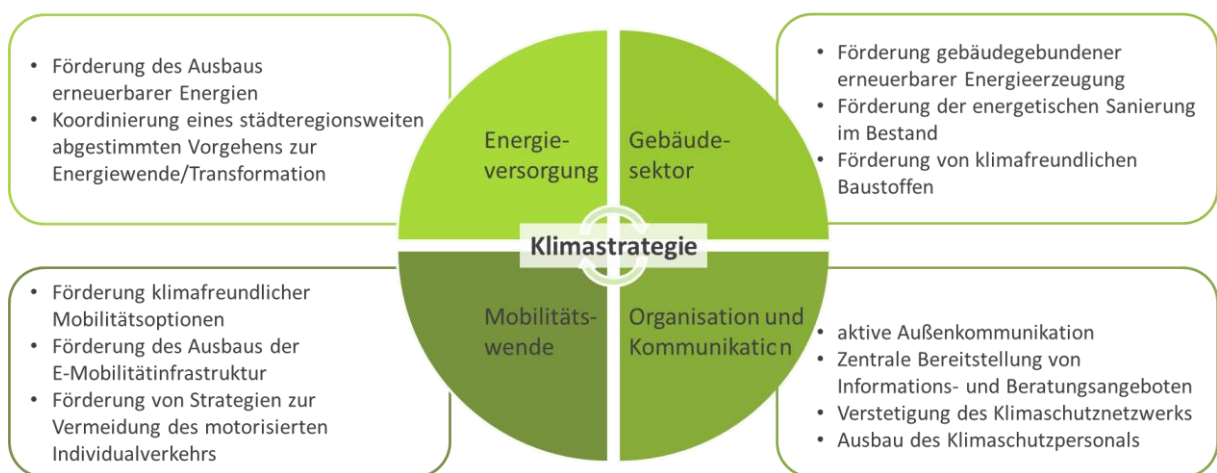 • Förderung des Ausbaus
erneuerbarer Energien
• Koordinierung eines städteregionsweiten
abgestimmten Vorgehens zur
Energiewende/Transformation
Energie-
versorgung
Gebäude-
sektor
• Förderung gebäudegebundener
erneuerbarer Energieerzeugung
• Förderung der energetischen Sanierung
im Bestand
• Förderung von klimafreundlichen
Baustoffen
Klimastrategie
• Förderung klimafreundlicher
Mobilitätsoptionen
• Förderung des Ausbaus der
E-Mobilitätinfrastruktur
• Förderung von Strategien zur
Vermeidung des motorisierten
Individualverkehrs
Mobilitäts-
wende
Organisation und
Kommunikation
• aktive Außenkommunikation
• Zentrale Bereitstellung von
Informations- und Beratungsangeboten
• Verstetigung des Klimaschutznetzwerks
• Ausbau des Klimaschutzpersonals